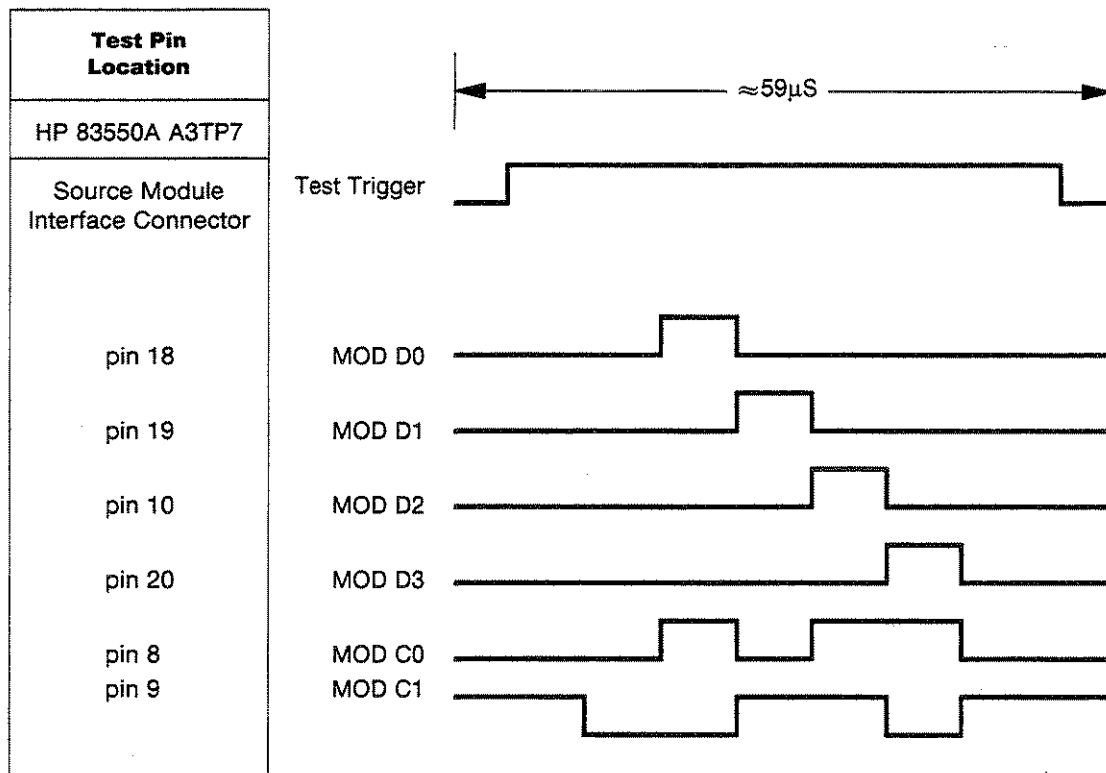 Test Pin
Location
≈59μS
HP 83550A A3TP7
Source Module
Interface Connector
Test Trigger
pin 18 MOD D0
pin 19 MOD D1
pin 10 MOD D2
pin 20 MOD D3
pin 8 MOD C0
pin 9 MOD C1